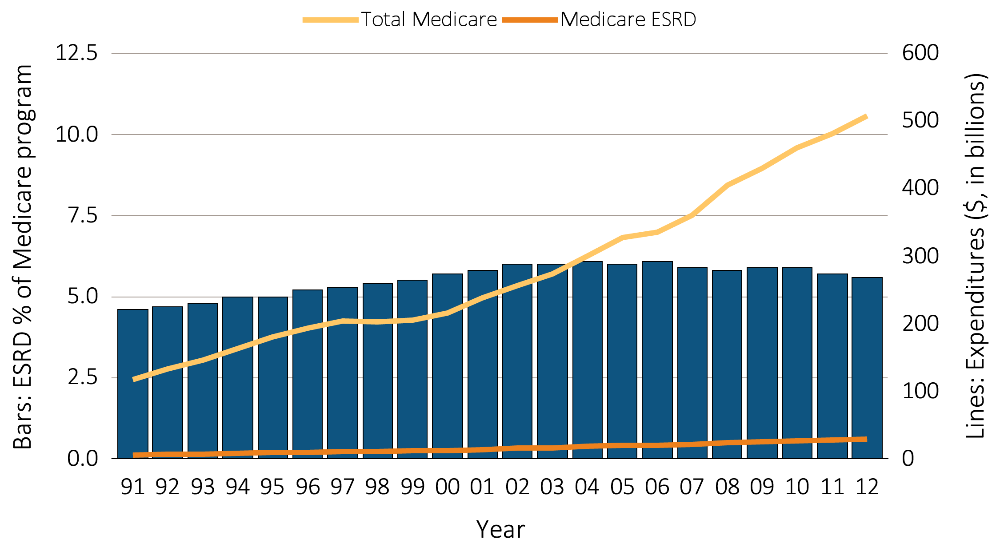 Total Medicare Medicare ESRD
Bars: ESRD % of Medicare program
12.5
10.0
7.5
5.0
2.5
0.0
600
500
400
300
200
100
0
Lines: Expenditures ($, in billions)
91 92 93 94 95 96 97 98 99 00 01 02 03 04 05 06 07 08 09 10 11 12
Year